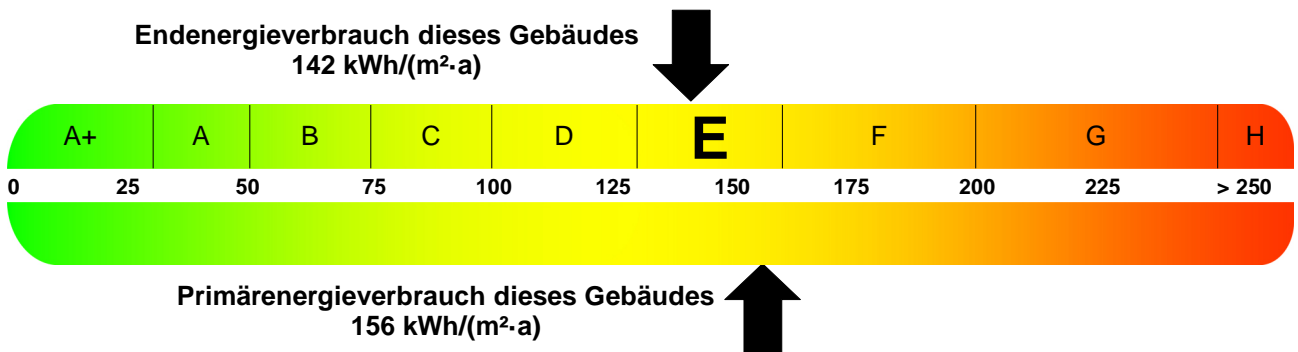 Endenergieverbrauch dieses Gebäudes
142 kWh/(m²·a)
A+ A B C D E F G H
0 25 50 75 100 125 150 175 200 225 > 250
Primärenergieverbrauch dieses Gebäudes
156 kWh/(m²·a)